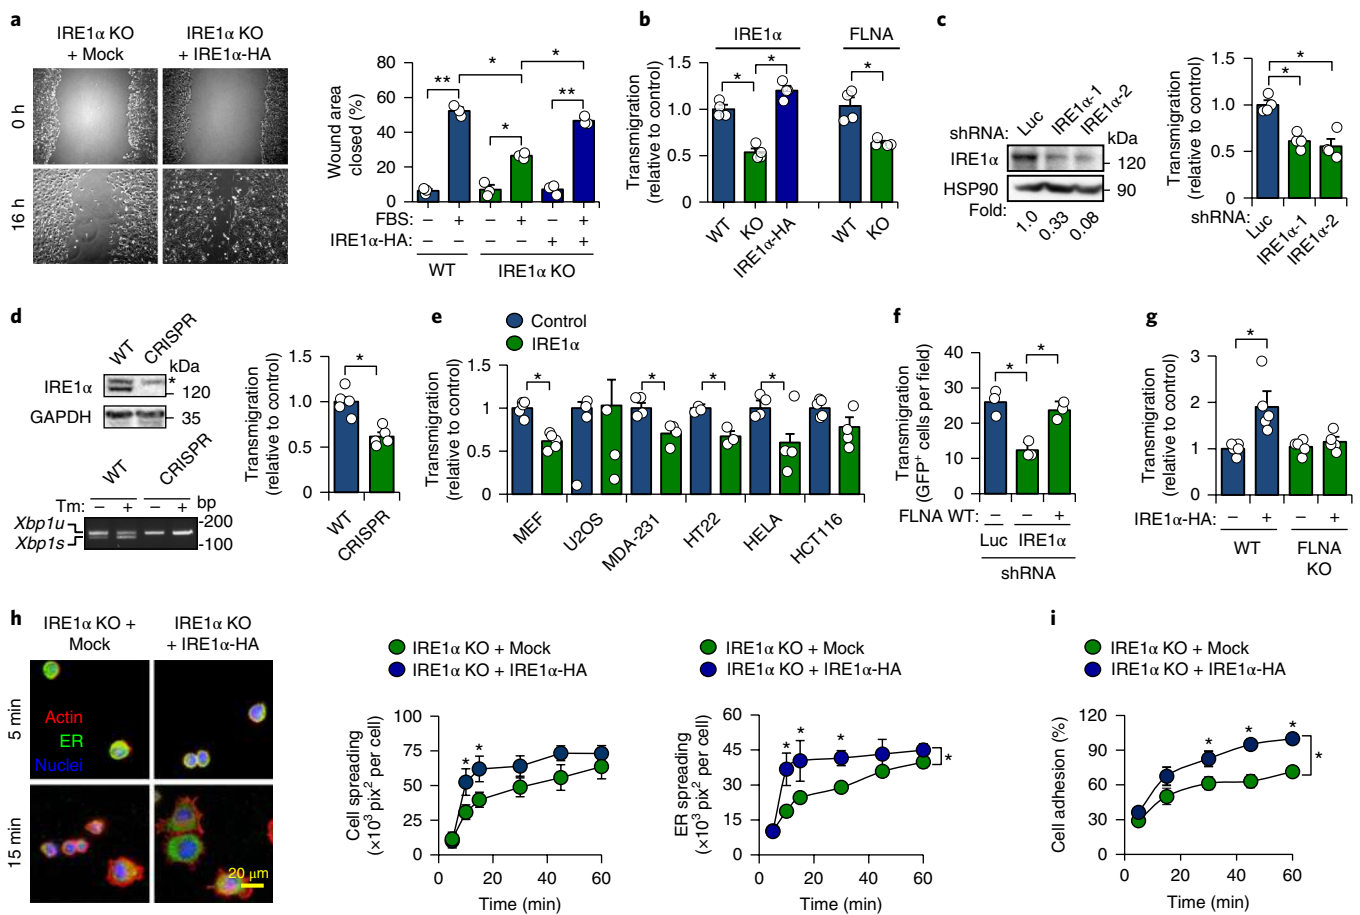 a
IRE1α KO
+ Mock
IRE1α KO
+ IRE1α-HA
0 h
16 h
Wound area
closed (%)
80
60
40
20
0
**
*
*
*
**
FBS: – + – + – +
IRE1α-HA: – – – – + +
WT
IRE1α KO
b
IRE1α
FLNA
Transmigration
(relative to control)
1.5
1.0
0.5
0
*
*
*
WT
KO
IRE1α-HA
WT
KO
c
shRNA:
Luc
IRE1α-1
IRE1α-2
kDa
IRE1α
120
HSP90
90
Fold:
1.0
0.33
0.08
Transmigration
(relative to control)
1.5
1.0
0.5
0
*
*
shRNA:
Luc
IRE1α-1
IRE1α-2
d
WT
CRISPR
kDa
IRE1α
*
120
GAPDH
35
WT
CRISPR
Tm: – + – + bp
Xbp1u
Xbp1s
-200
-100
Transmigration
(relative to control)
1.5
1.0
0.5
0
*
WT
CRISPR
e
Control
IRE1α
Transmigration
(relative to control)
1.5
1
0.5
0
*
*
*
*
MEF
U2OS
MDA-231
HT22
HELA
HCT116
f
Transmigration
(GFP+ cells per field)
40
30
20
10
0
*
*
FLNA WT: – – +
Luc IRE1α
shRNA
g
Transmigration
(relative to control)
3
2
1
0
*
IRE1α-HA: – + – +
WT
FLNA
KO
h
IRE1α KO +
Mock
IRE1α KO
+ IRE1α-HA
5 min
15 min
Actin
ER
Nuclei
20 μm
IRE1α KO + Mock
IRE1α KO + IRE1α-HA
Cell spreading
(×10³ pix² per cell)
100
75
50
25
0
*
*
0 20 40 60
Time (min)
IRE1α KO + Mock
IRE1α KO + IRE1α-HA
ER spreading
(×10³ pix² per cell)
60
45
30
15
0
*
*
*
*
0 20 40 60
Time (min)
i
IRE1α KO + Mock
IRE1α KO + IRE1α-HA
Cell adhesion (%)
120
90
60
30
0
*
*
*
*
0 20 40 60
Time (min)